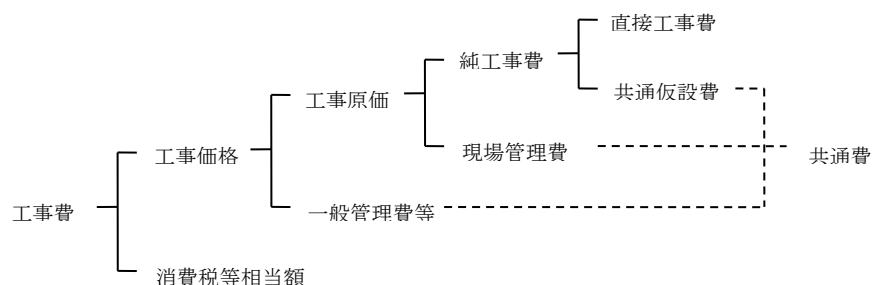 直接工事費
純工事費
共通仮設費
工事原価
現場管理費
共通費
工事価格
一般管理費等
工事費
消費税等相当額